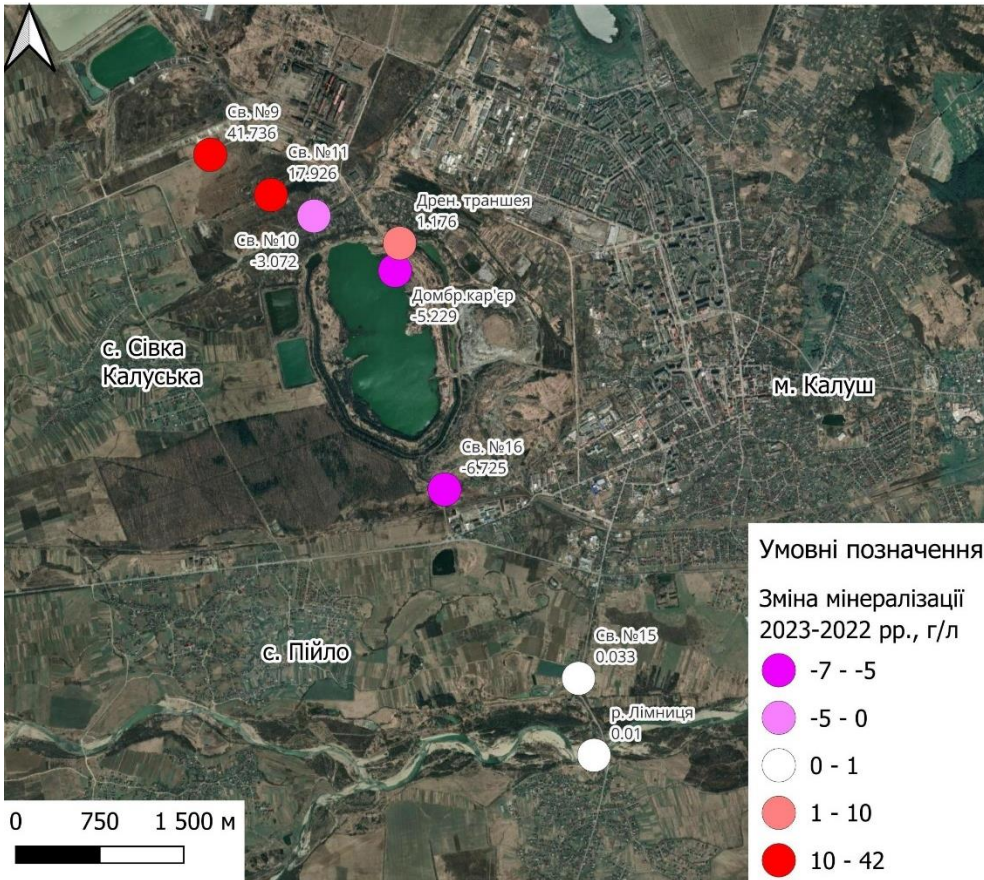 Св. №9
41.736
Св. №11
17.926
Дрен. траншея
1.176
Св. №10
-3.072
Домбр.кар'єр
-5.229
с. Сівка
Калуська
м. Калуш
Св. №16
-6.725
Умовні позначення
Зміна мінералізації
2023-2022 рр., г/л
-7 - -5
-5 - 0
0 - 1
1 - 10
10 - 42
с. Пійло
Св. №15
0.033
р. Лімниця
0.01
0 750 1 500 м